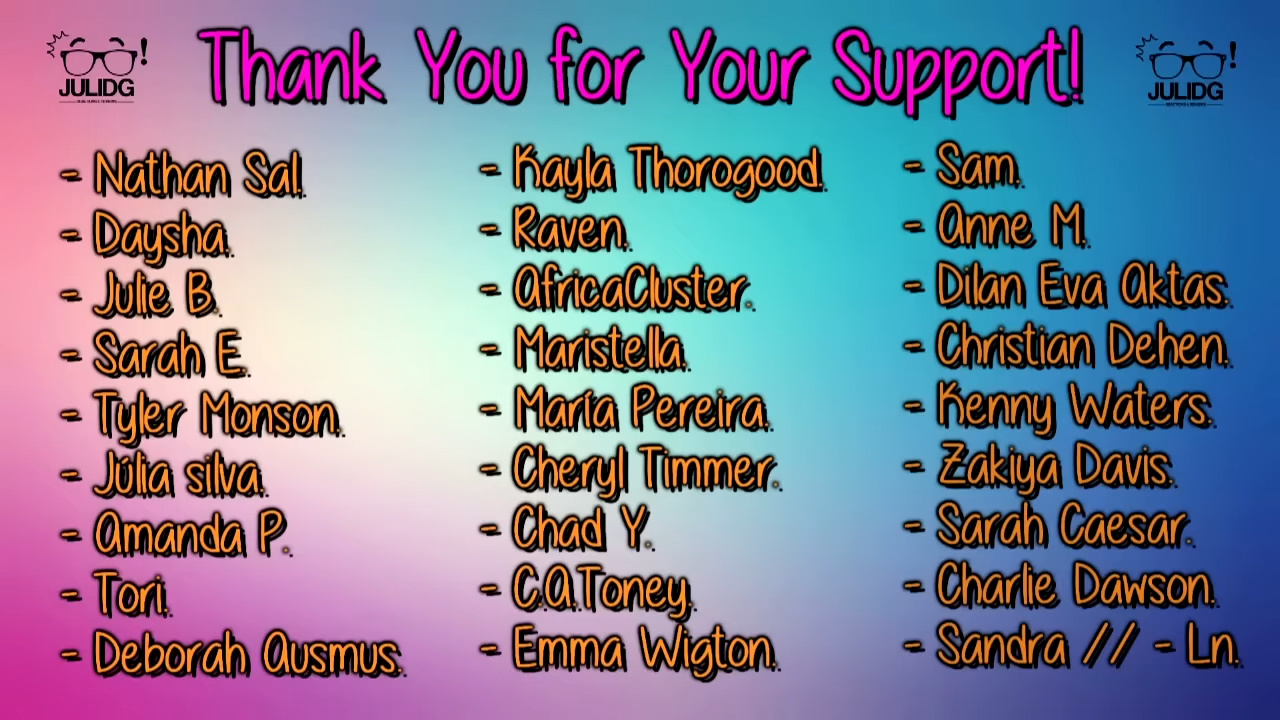 Thank You for Your Support!
! JULIDG
! JULIDG
- Nathan Sal.
- Daysha.
- Julie B.
- Sarah E.
- Tyler Monson.
- Júlia silva.
- Amanda P.
- Tori.
- Deborah Ausmus.
- Kayla Thorogood.
- Raven.
- AfricaCluster.
- Maristella.
- María Pereira.
- Cheryl Timmer.
- Chad Y.
- C.A.Toney.
- Emma Wigton.
- Sam.
- Anne M.
- Dilan Eva Aktas.
- Christian Dehen.
- Kenny Waters.
- Zakiya Davis.
- Sarah Caesar.
- Charlie Dawson.
- Sandra // - Ln.